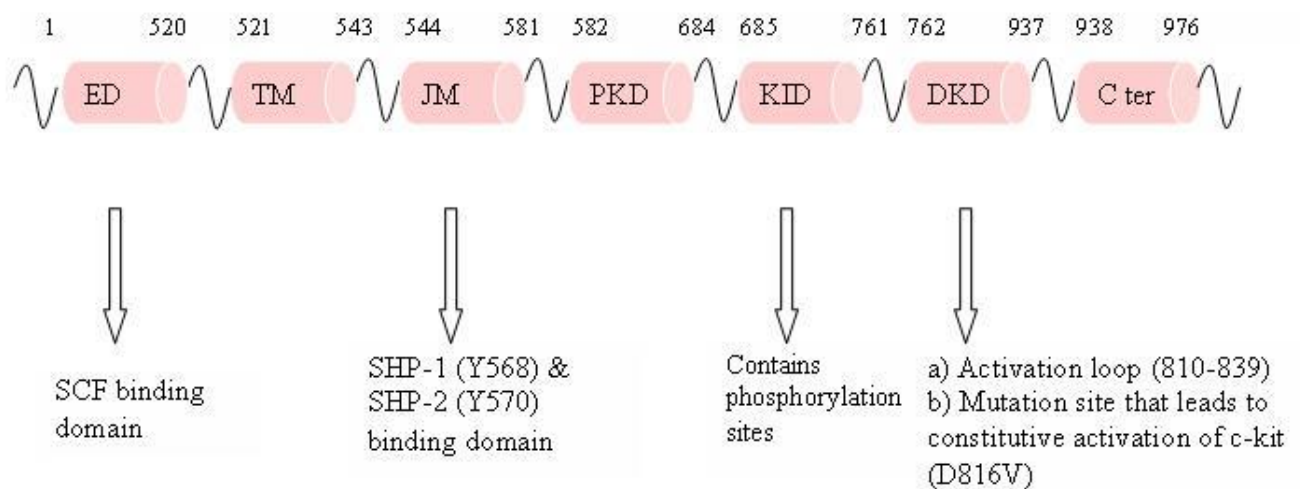 1 520 521 543 544 581 582 684 685 761 762 937 938 976
ED TM JM PKD KID DKD C ter
SCF binding
domain
SHP-1 (Y568) &
SHP-2 (Y570)
binding domain
Contains
phosphorylation
sites
a) Activation loop (810-839)
b) Mutation site that leads to
constitutive activation of c-kit
(D816V)